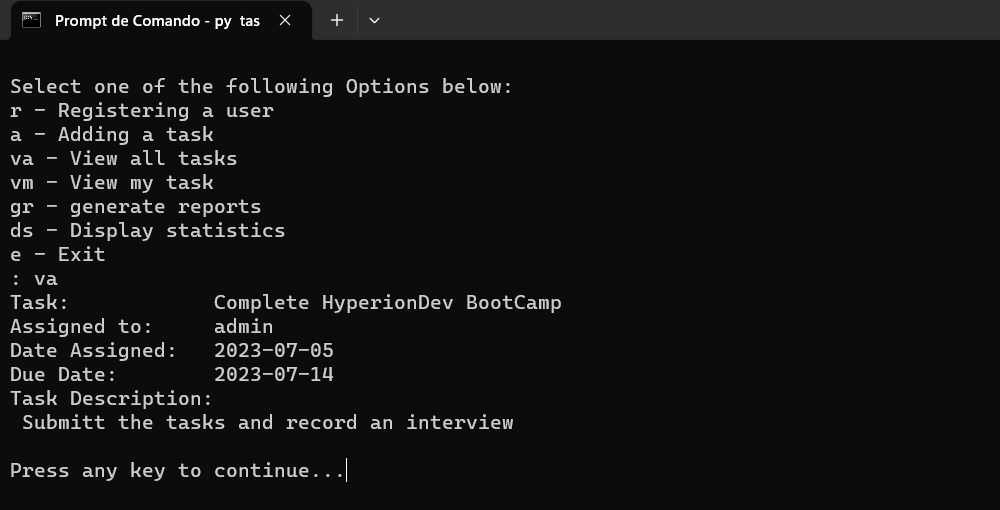 Prompt de Comando - py tas
Select one of the following Options below:
r - Registering a user
a - Adding a task
va - View all tasks
vm - View my task
gr - generate reports
ds - Display statistics
e - Exit
: va
Task: Complete HyperionDev BootCamp
Assigned to: admin
Date Assigned: 2023-07-05
Due Date: 2023-07-14
Task Description:
Submitt the tasks and record an interview
Press any key to continue...